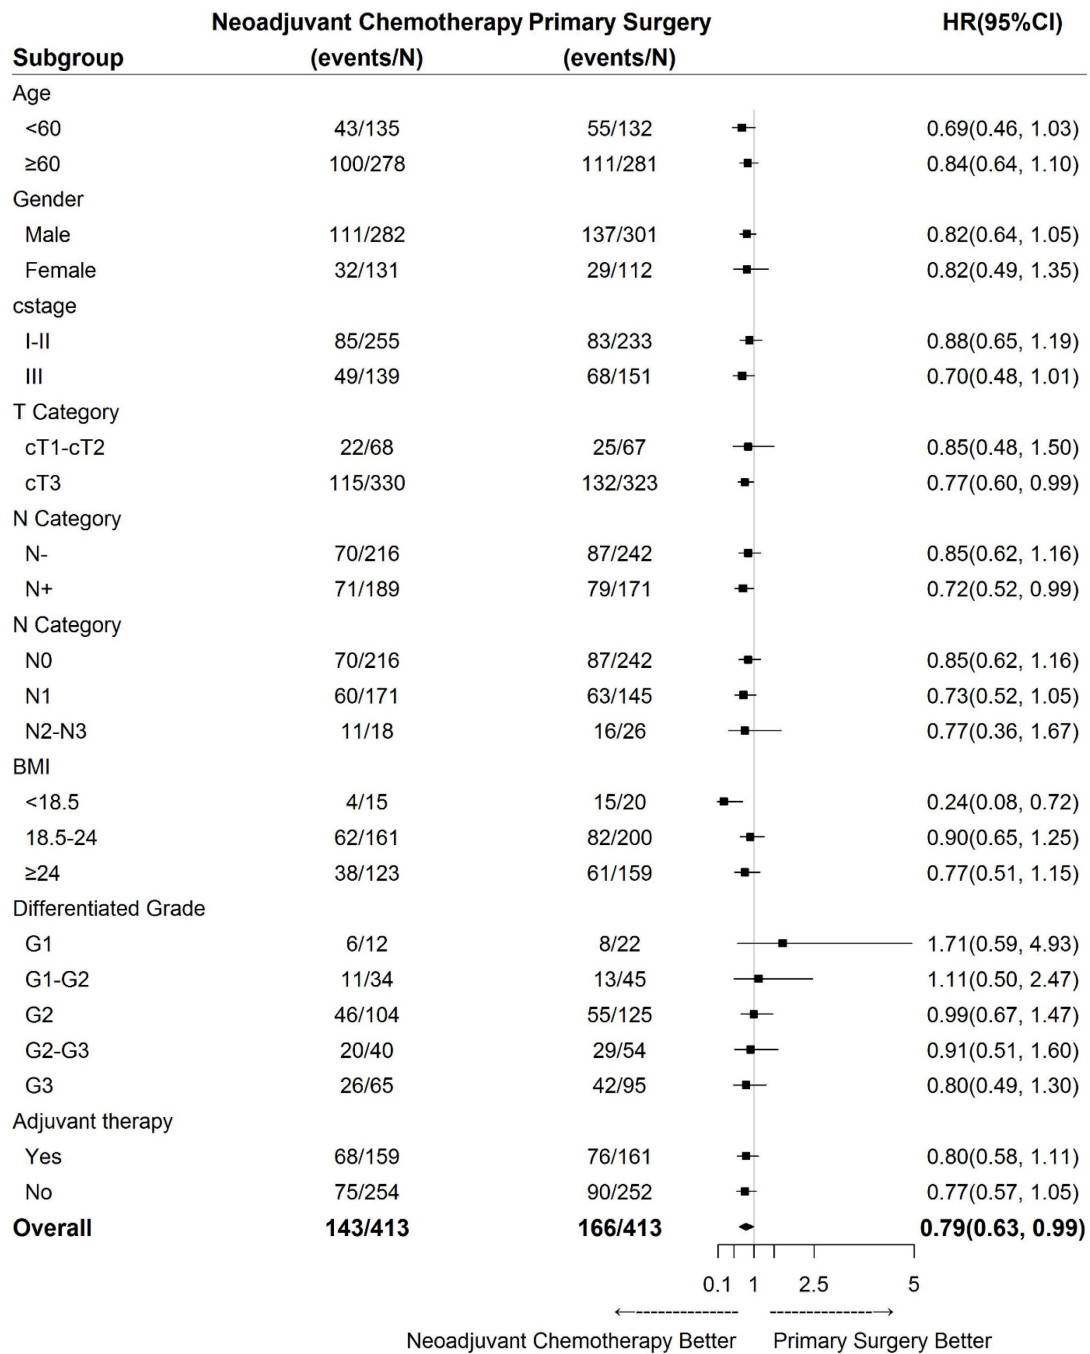 Neoadjuvant Chemotherapy Primary Surgery HR(95%CI)
Subgroup (events/N) (events/N)
Age
<60 43/135 55/132 0.69(0.46, 1.03)
≥60 100/278 111/281 0.84(0.64, 1.10)
Gender
Male 111/282 137/301 0.82(0.64, 1.05)
Female 32/131 29/112 0.82(0.49, 1.35)
cstage
I-II 85/255 83/233 0.88(0.65, 1.19)
III 49/139 68/151 0.70(0.48, 1.01)
T Category
cT1-cT2 22/68 25/67 0.85(0.48, 1.50)
cT3 115/330 132/323 0.77(0.60, 0.99)
N Category
N- 70/216 87/242 0.85(0.62, 1.16)
N+ 71/189 79/171 0.72(0.52, 0.99)
N Category
N0 70/216 87/242 0.85(0.62, 1.16)
N1 60/171 63/145 0.73(0.52, 1.05)
N2-N3 11/18 16/26 0.77(0.36, 1.67)
BMI
<18.5 4/15 15/20 0.24(0.08, 0.72)
18.5-24 62/161 82/200 0.90(0.65, 1.25)
≥24 38/123 61/159 0.77(0.51, 1.15)
Differentiated Grade
G1 6/12 8/22 1.71(0.59, 4.93)
G1-G2 11/34 13/45 1.11(0.50, 2.47)
G2 46/104 55/125 0.99(0.67, 1.47)
G2-G3 20/40 29/54 0.91(0.51, 1.60)
G3 26/65 42/95 0.80(0.49, 1.30)
Adjuvant therapy
Yes 68/159 76/161 0.80(0.58, 1.11)
No 75/254 90/252 0.77(0.57, 1.05)
Overall 143/413 166/413 0.79(0.63, 0.99)
0.1 1 2.5 5
Neoadjuvant Chemotherapy Better Primary Surgery Better